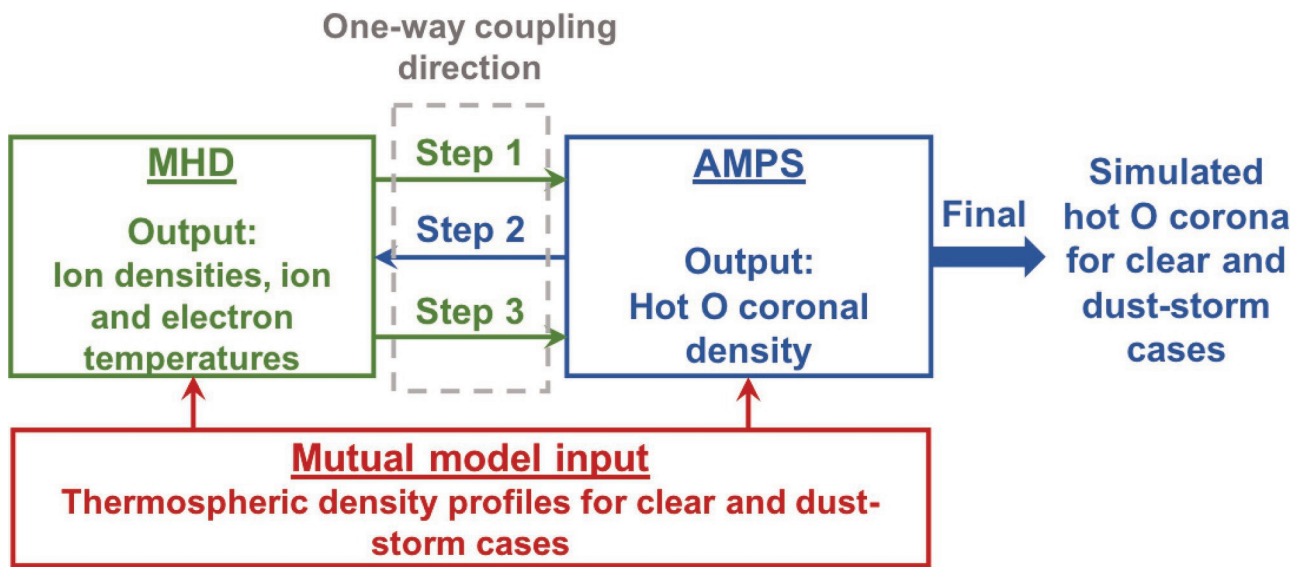 One-way coupling
direction
MHD
Output:
Ion densities, ion
and electron
temperatures
Step 1
Step 2
Step 3
AMPS
Output:
Hot O coronal
density
Final
Simulated
hot O corona
for clear and
dust-storm
cases
Mutual model input
Thermospheric density profiles for clear and dust-
storm cases